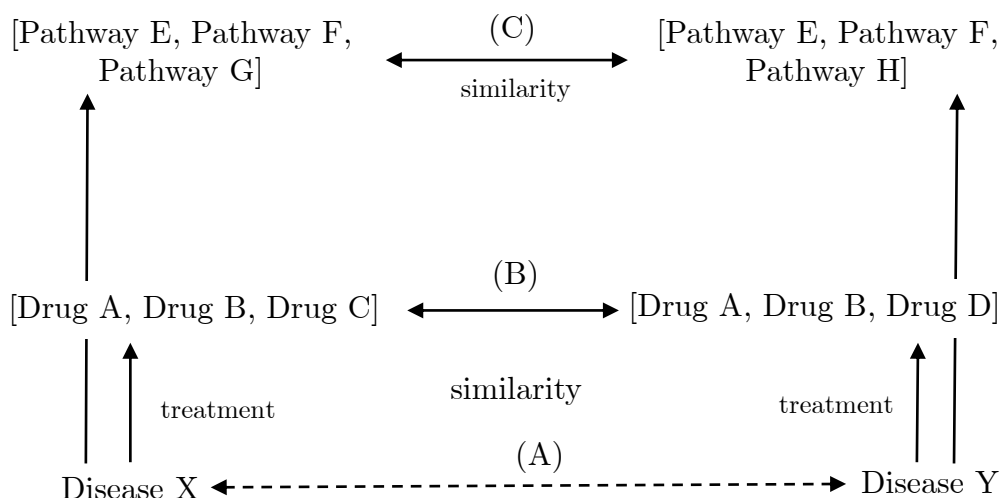 [Pathway E, Pathway F,
Pathway G]
(C)
similarity
[Pathway E, Pathway F,
Pathway H]
[Drug A, Drug B, Drug C]
(B)
[Drug A, Drug B, Drug D]
similarity
treatment
treatment
(A)
Disease X
Disease Y